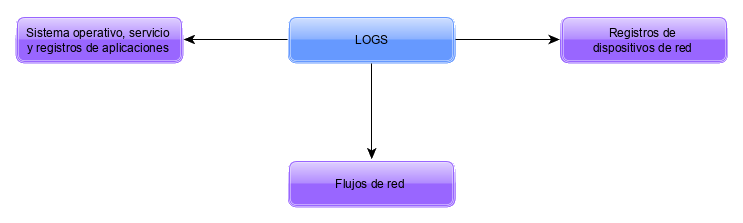 Sistema operativo, servicio
y registros de aplicaciones
LOGS
Registros de
dispositivos de red
Flujos de red